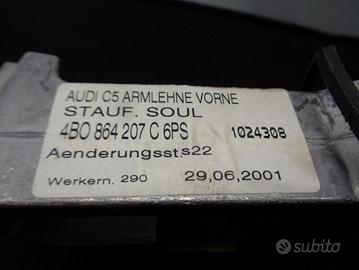 AUDI C5 ARMLEHNE VORNE
STAUF. SOUL
4B0 864 207 C 6PS 1024308
Aenderungsst.s22
Werkern. 290 29,06,2001
subito